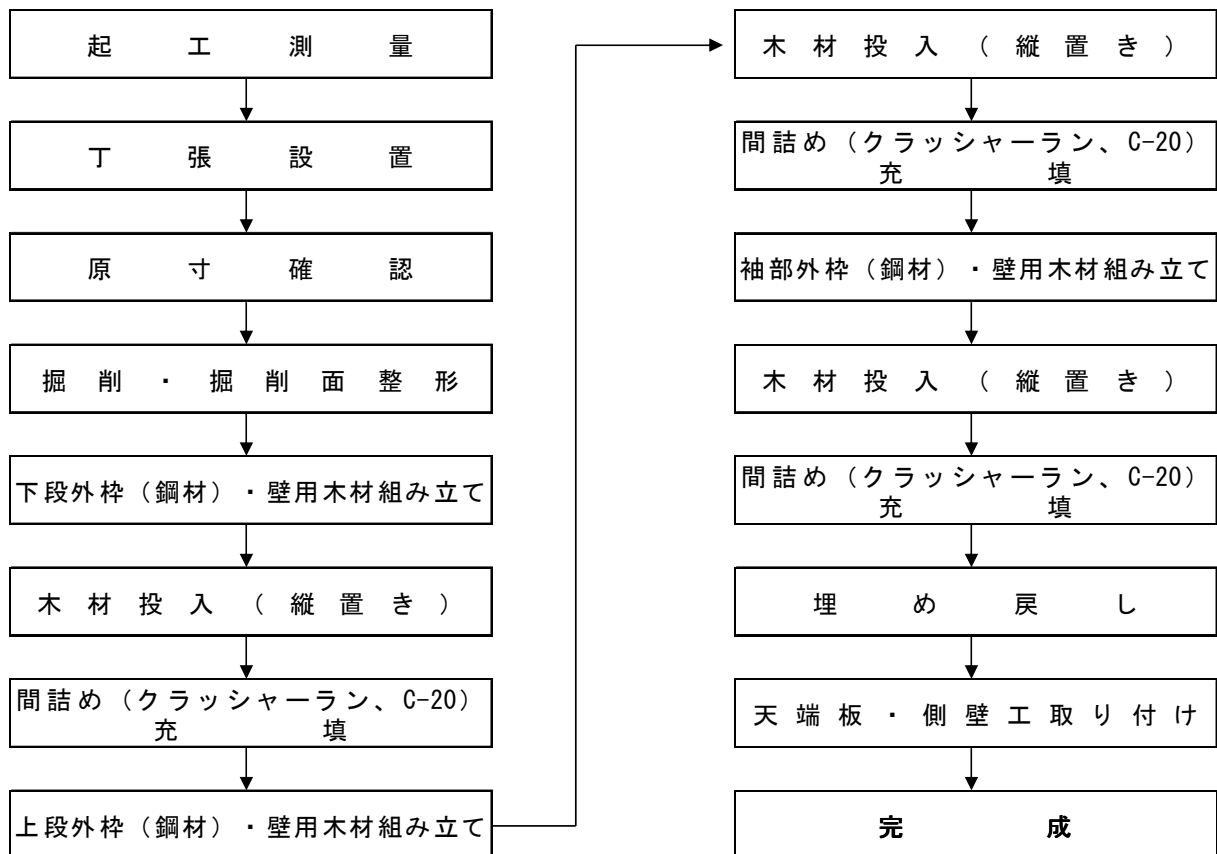 起工測量
丁張設置
原寸確認
掘削・掘削面整形
下段外枠（鋼材）・壁用木材組み立て
木材投入（縦置き）
間詰め（クラッシャーラン、C-20）
充填
上段外枠（鋼材）・壁用木材組み立て
木材投入（縦置き）
間詰め（クラッシャーラン、C-20）
充填
袖部外枠（鋼材）・壁用木材組み立て
木材投入（縦置き）
間詰め（クラッシャーラン、C-20）
充填
埋め戻し
天端板・側壁工取り付け
完成